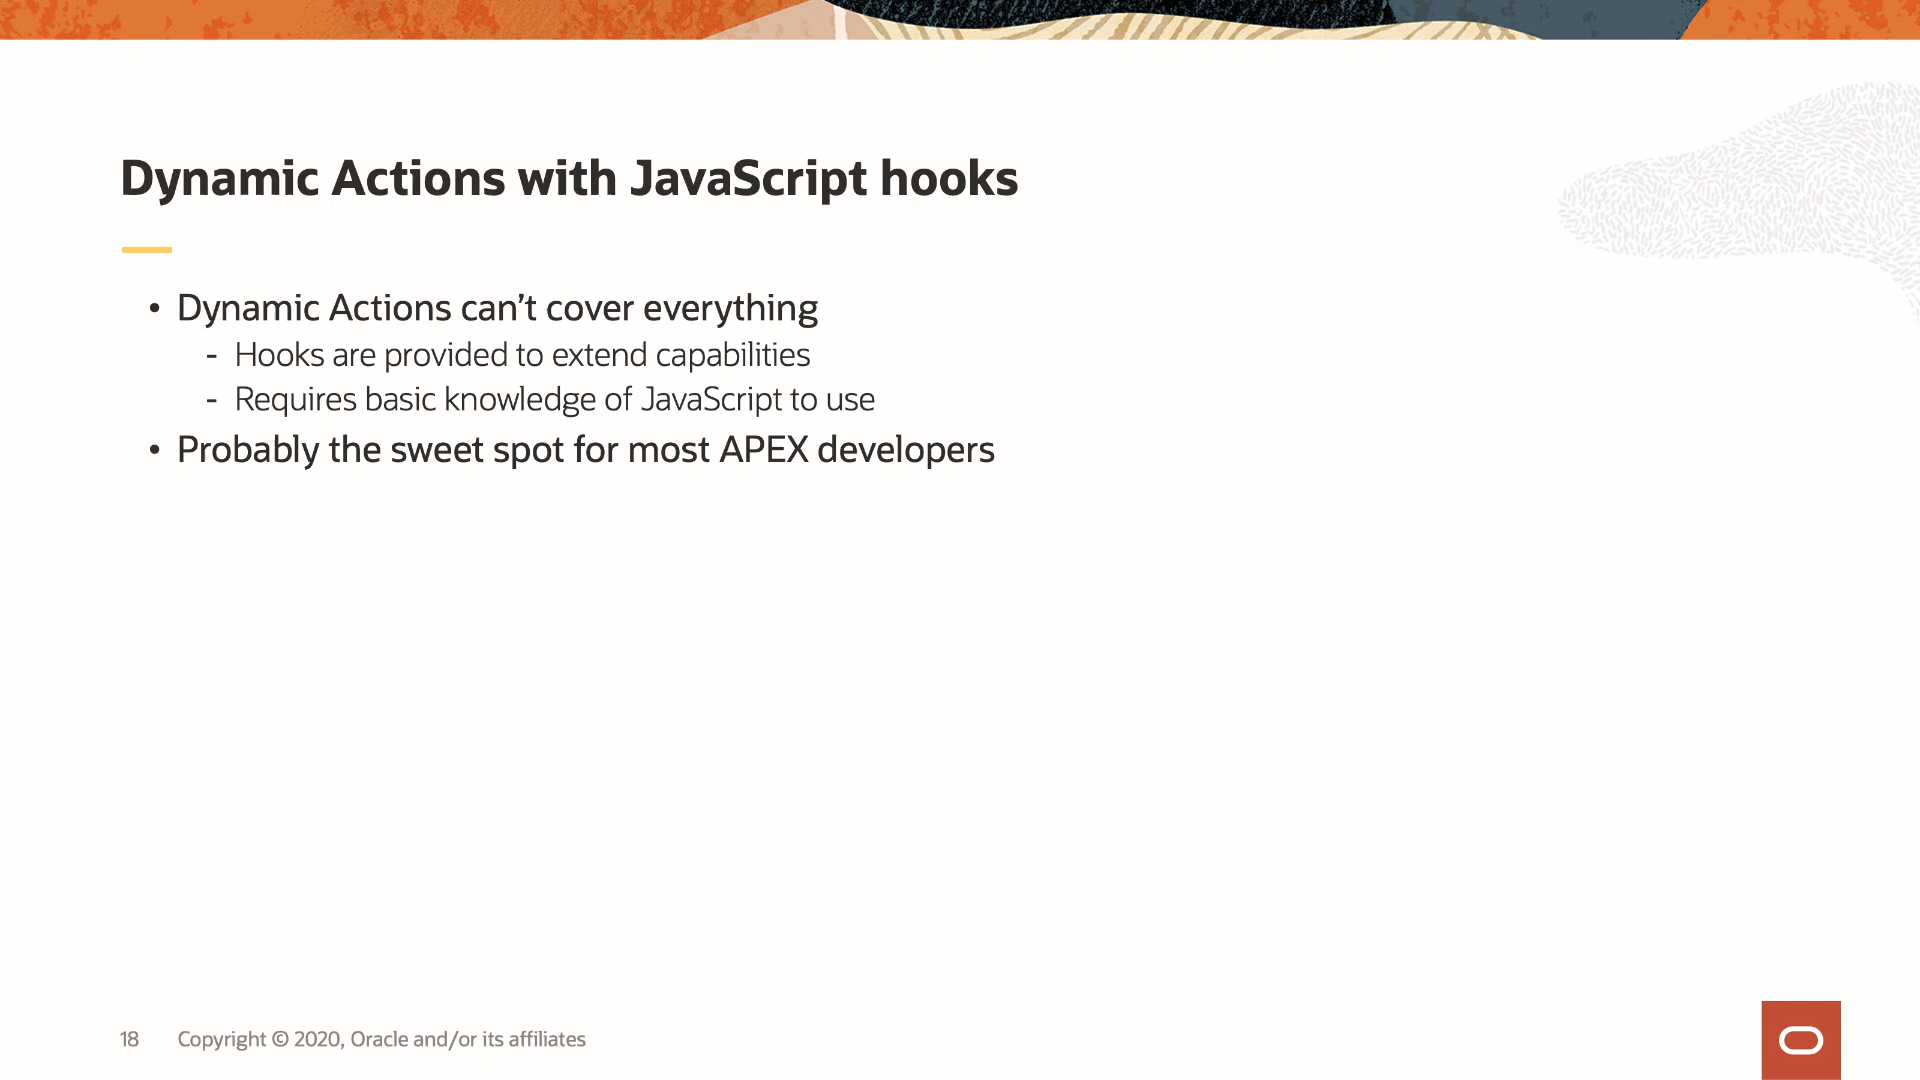 Dynamic Actions with JavaScript hooks
• Dynamic Actions can’t cover everything
- Hooks are provided to extend capabilities
- Requires basic knowledge of JavaScript to use
• Probably the sweet spot for most APEX developers
18 Copyright © 2020, Oracle and/or its affiliates